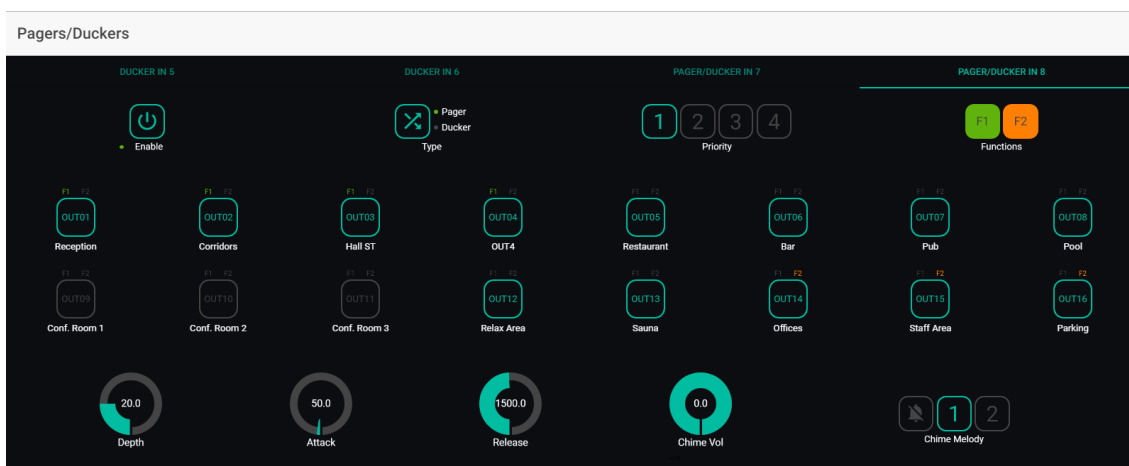 Pagers/Duckers
DUCKER IN 5 DUCKER IN 6 PAGER/DUCKER IN 7 PAGER/DUCKER IN 8
Pager
Ducker
1 2 3 4
F1 F2
Enable Type Priority Functions
F1 F2 F1 F2 F1 F2 F1 F2 F1 F2 F1 F2 F1 F2 F1 F2
OUT01 OUT02 OUT03 OUT04 OUT05 OUT06 OUT07 OUT08
Reception Corridors Hall ST OUT4 Restaurant Bar Pub Pool
F1 F2 F1 F2 F1 F2 F1 F2 F1 F2 F1 F2 F1 F2 F1 F2
OUT09 OUT10 OUT11 OUT12 OUT13 OUT14 OUT15 OUT16
Conf. Room 1 Conf. Room 2 Conf. Room 3 Relax Area Sauna Offices Staff Area Parking
20.0 50.0 1500.0 0.0 1 2
Depth Attack Release Chime Vol Chime Melody